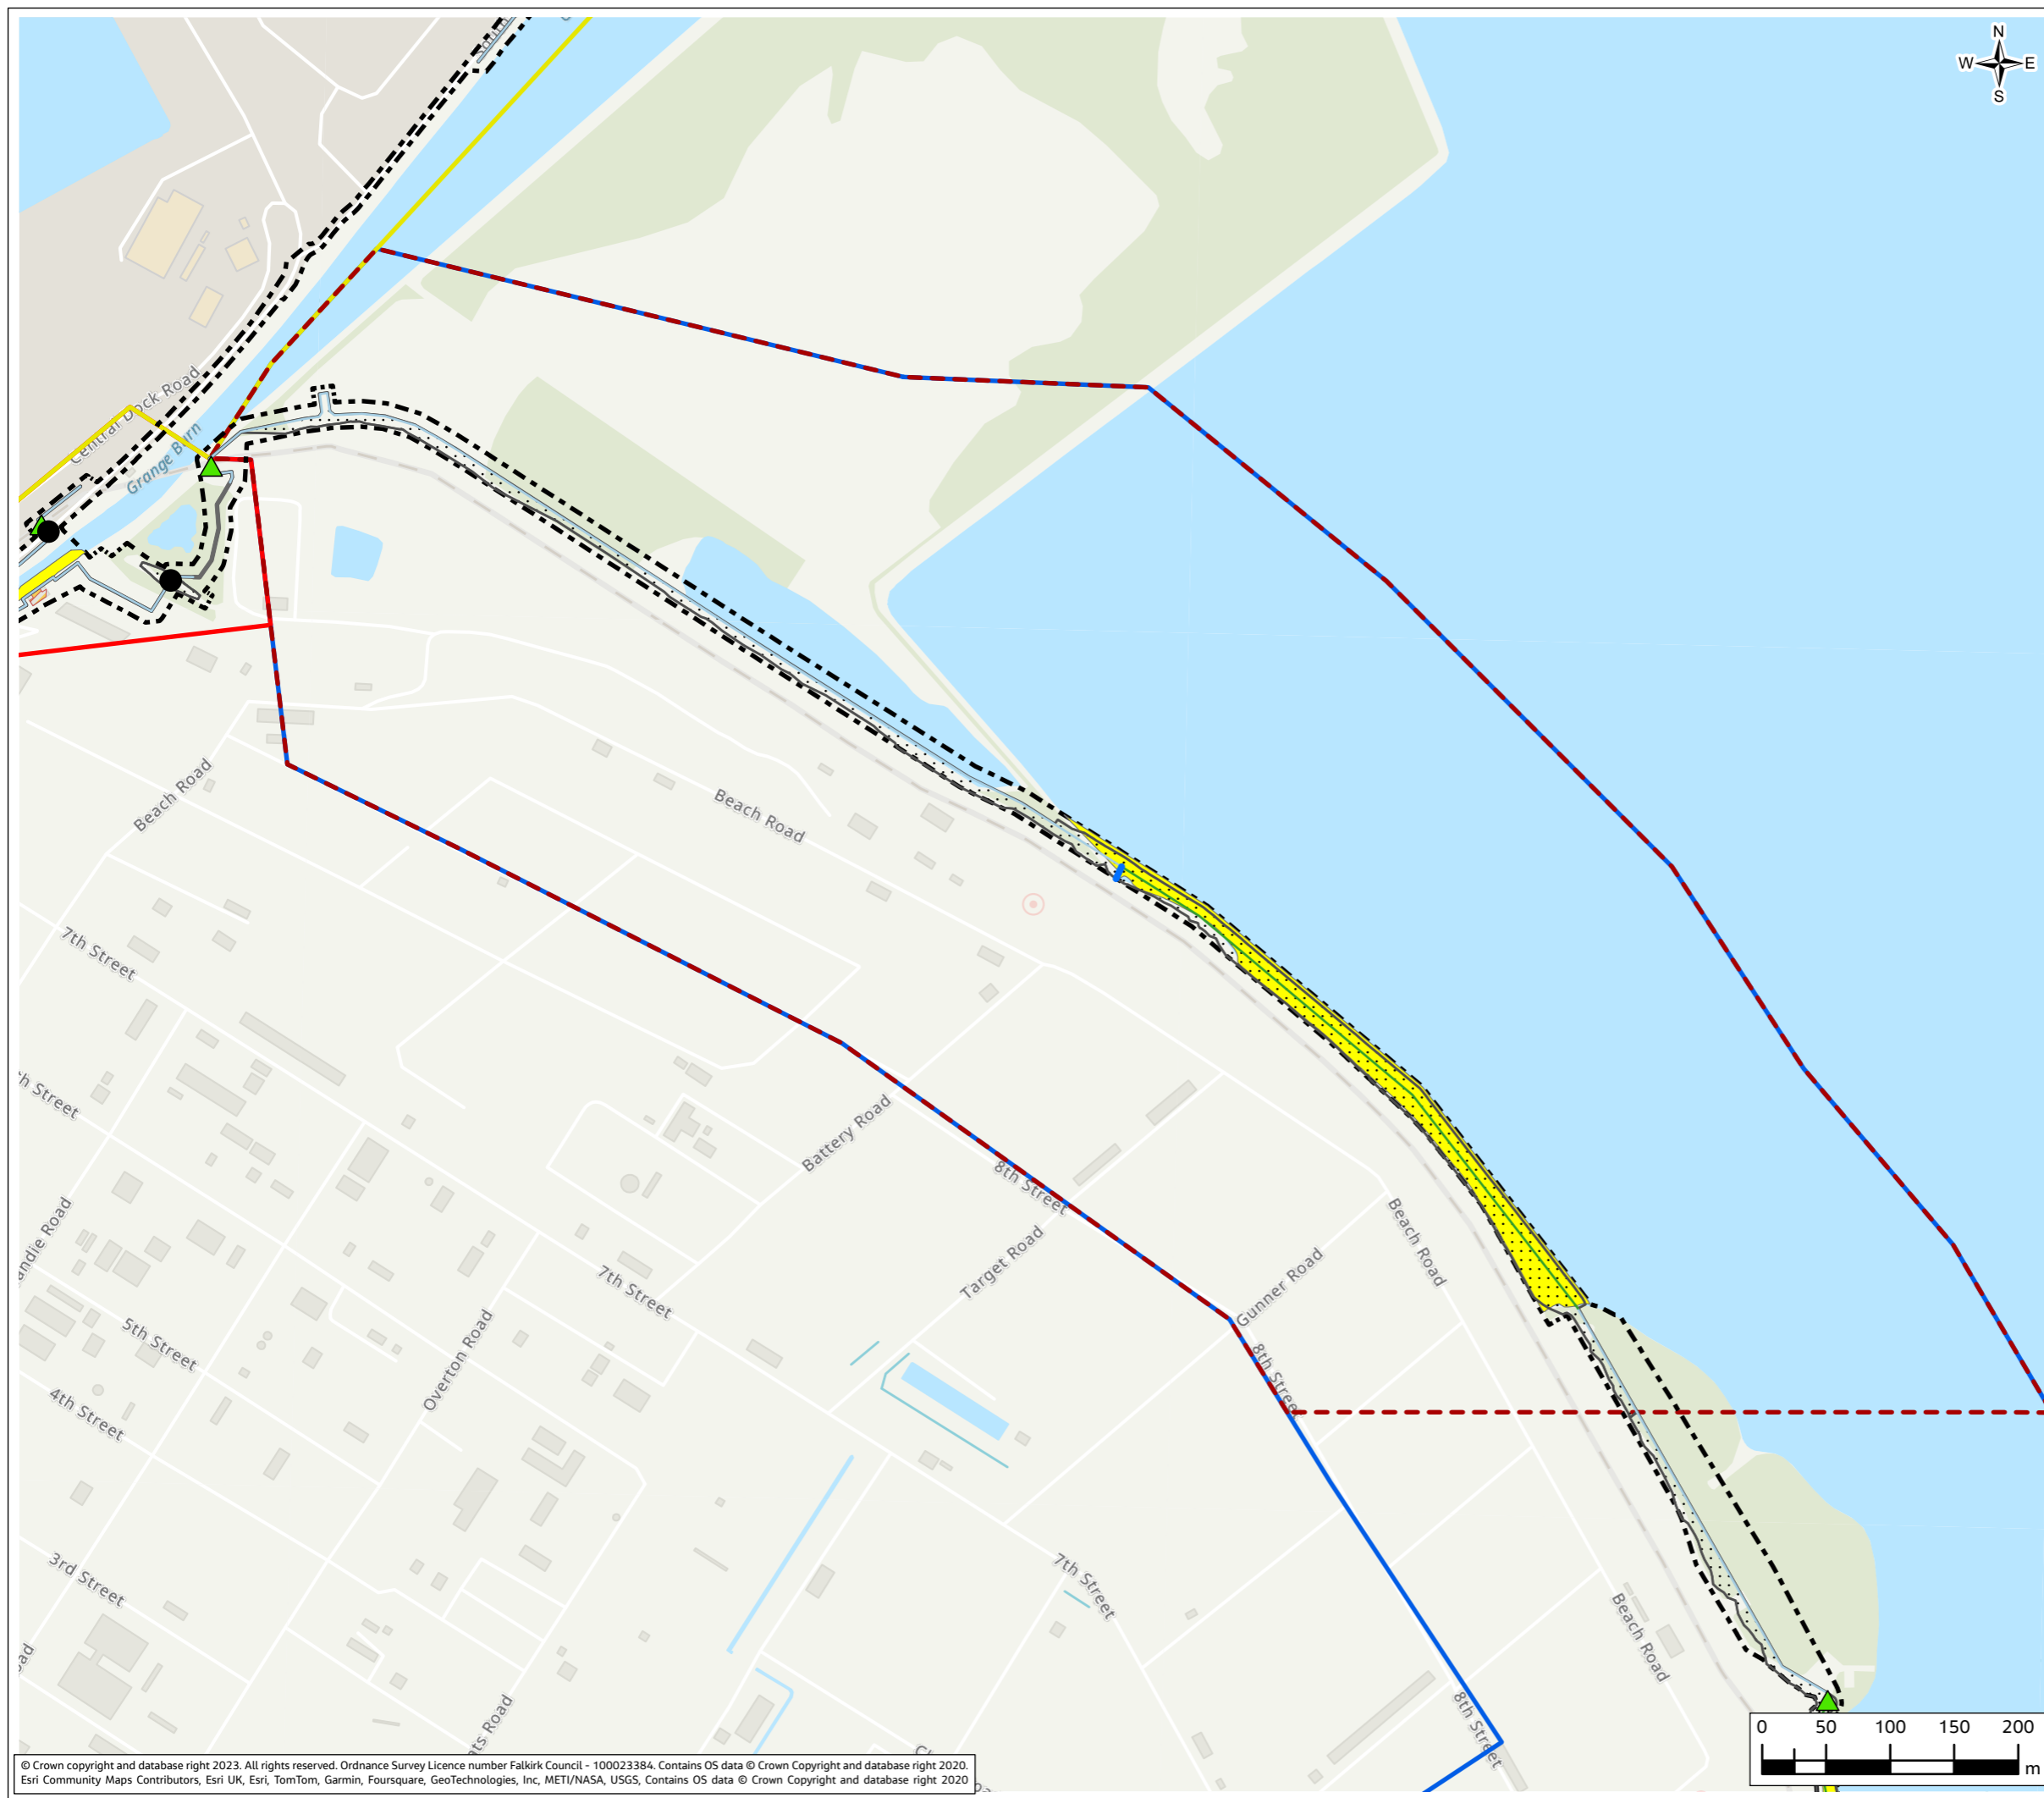 N
W
E
S
South
Central Dock Road
Grange Burn
Beach Road
Beach Road
7th Street
th Street
Battery Road
8th Street
Beach Road
andie Road
Target Road
Gunner Road
7th Street
5th Street
Overton Road
8th Street
4th Street
3rd Street
7th Street
Beach Road
oad
ats Road
8th Street
0 50 100 150 200
m
© Crown copyright and database right 2023. All rights reserved. Ordnance Survey Licence number Falkirk Council - 100023384. Contains OS data © Crown Copyright and database right 2020.
Esri Community Maps Contributors, Esri UK, Esri, TomTom, Garmin, Foursquare, GeoTechnologies, Inc, METI/NASA, USGS, Contains OS data © Crown Copyright and database right 2020